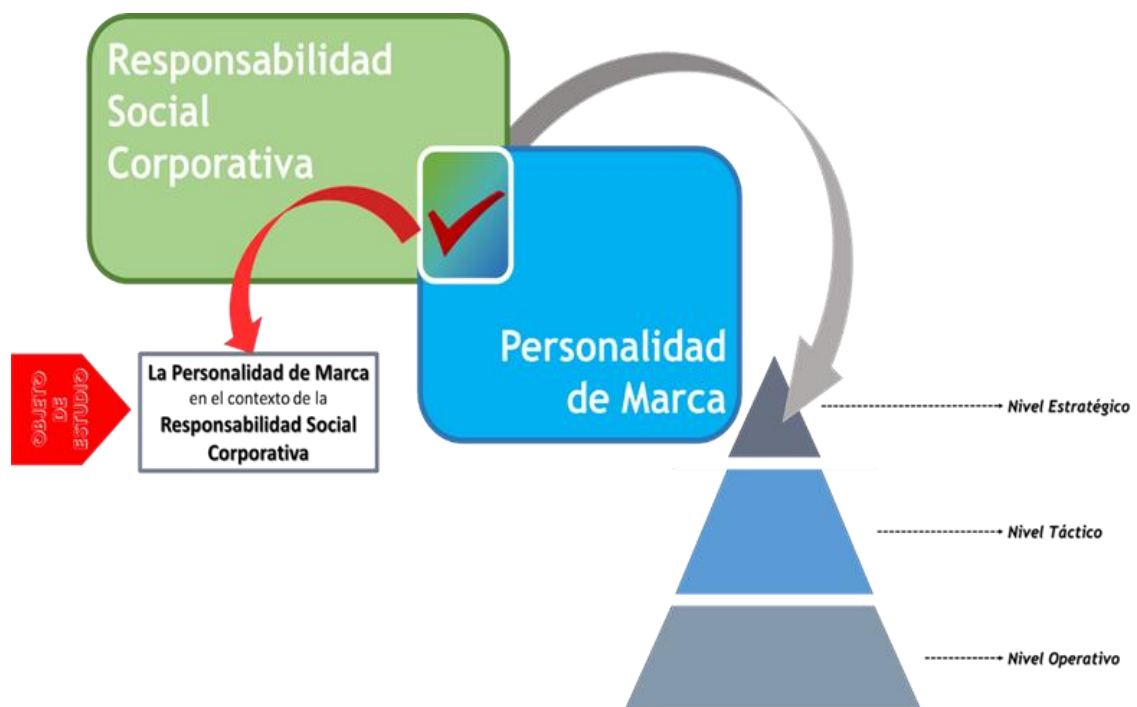 Responsabilidad
Social
Corporativa
Personalidad
de Marca
OBJETO
DE
ESTUDIO
La Personalidad de Marca
en el contexto de la
Responsabilidad Social
Corporativa
Nivel Estratégico
Nivel Táctico
Nivel Operativo